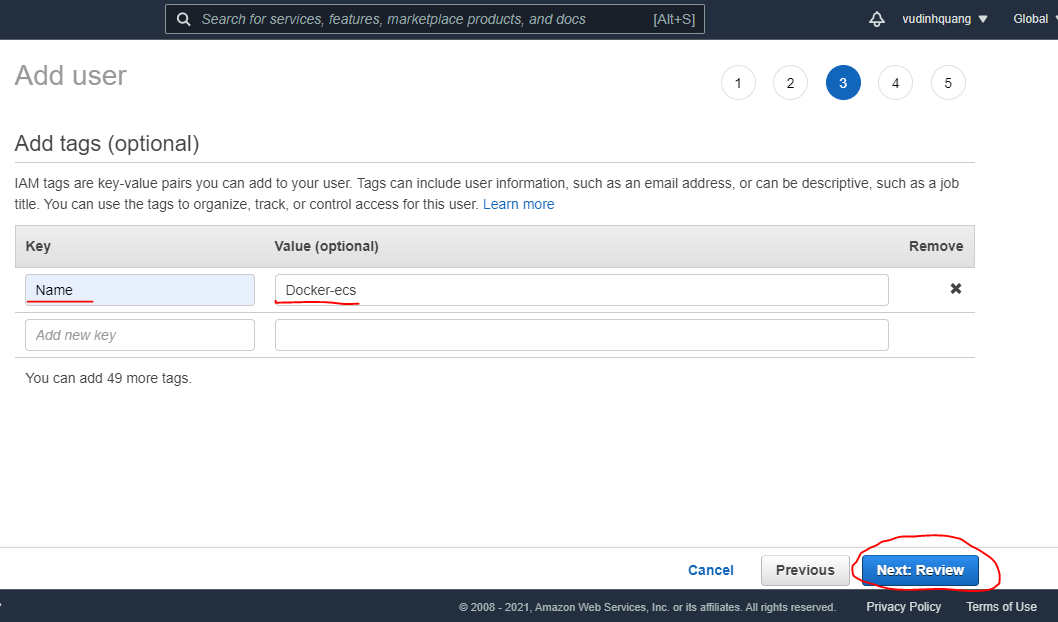 Search for services, features, marketplace products, and docs [Alt+S] vudinhquang Global
Add user
1 2 3 4 5
Add tags (optional)
IAM tags are key-value pairs you can add to your user. Tags can include user information, such as an email address, or can be descriptive, such as a job
title. You can use the tags to organize, track, or control access for this user. Learn more
Key Value (optional) Remove
Name Docker-ecs
Add new key
You can add 49 more tags.
Cancel Previous Next: Review
© 2008 - 2021, Amazon Web Services, Inc. or its affiliates. All rights reserved. Privacy Policy Terms of Use